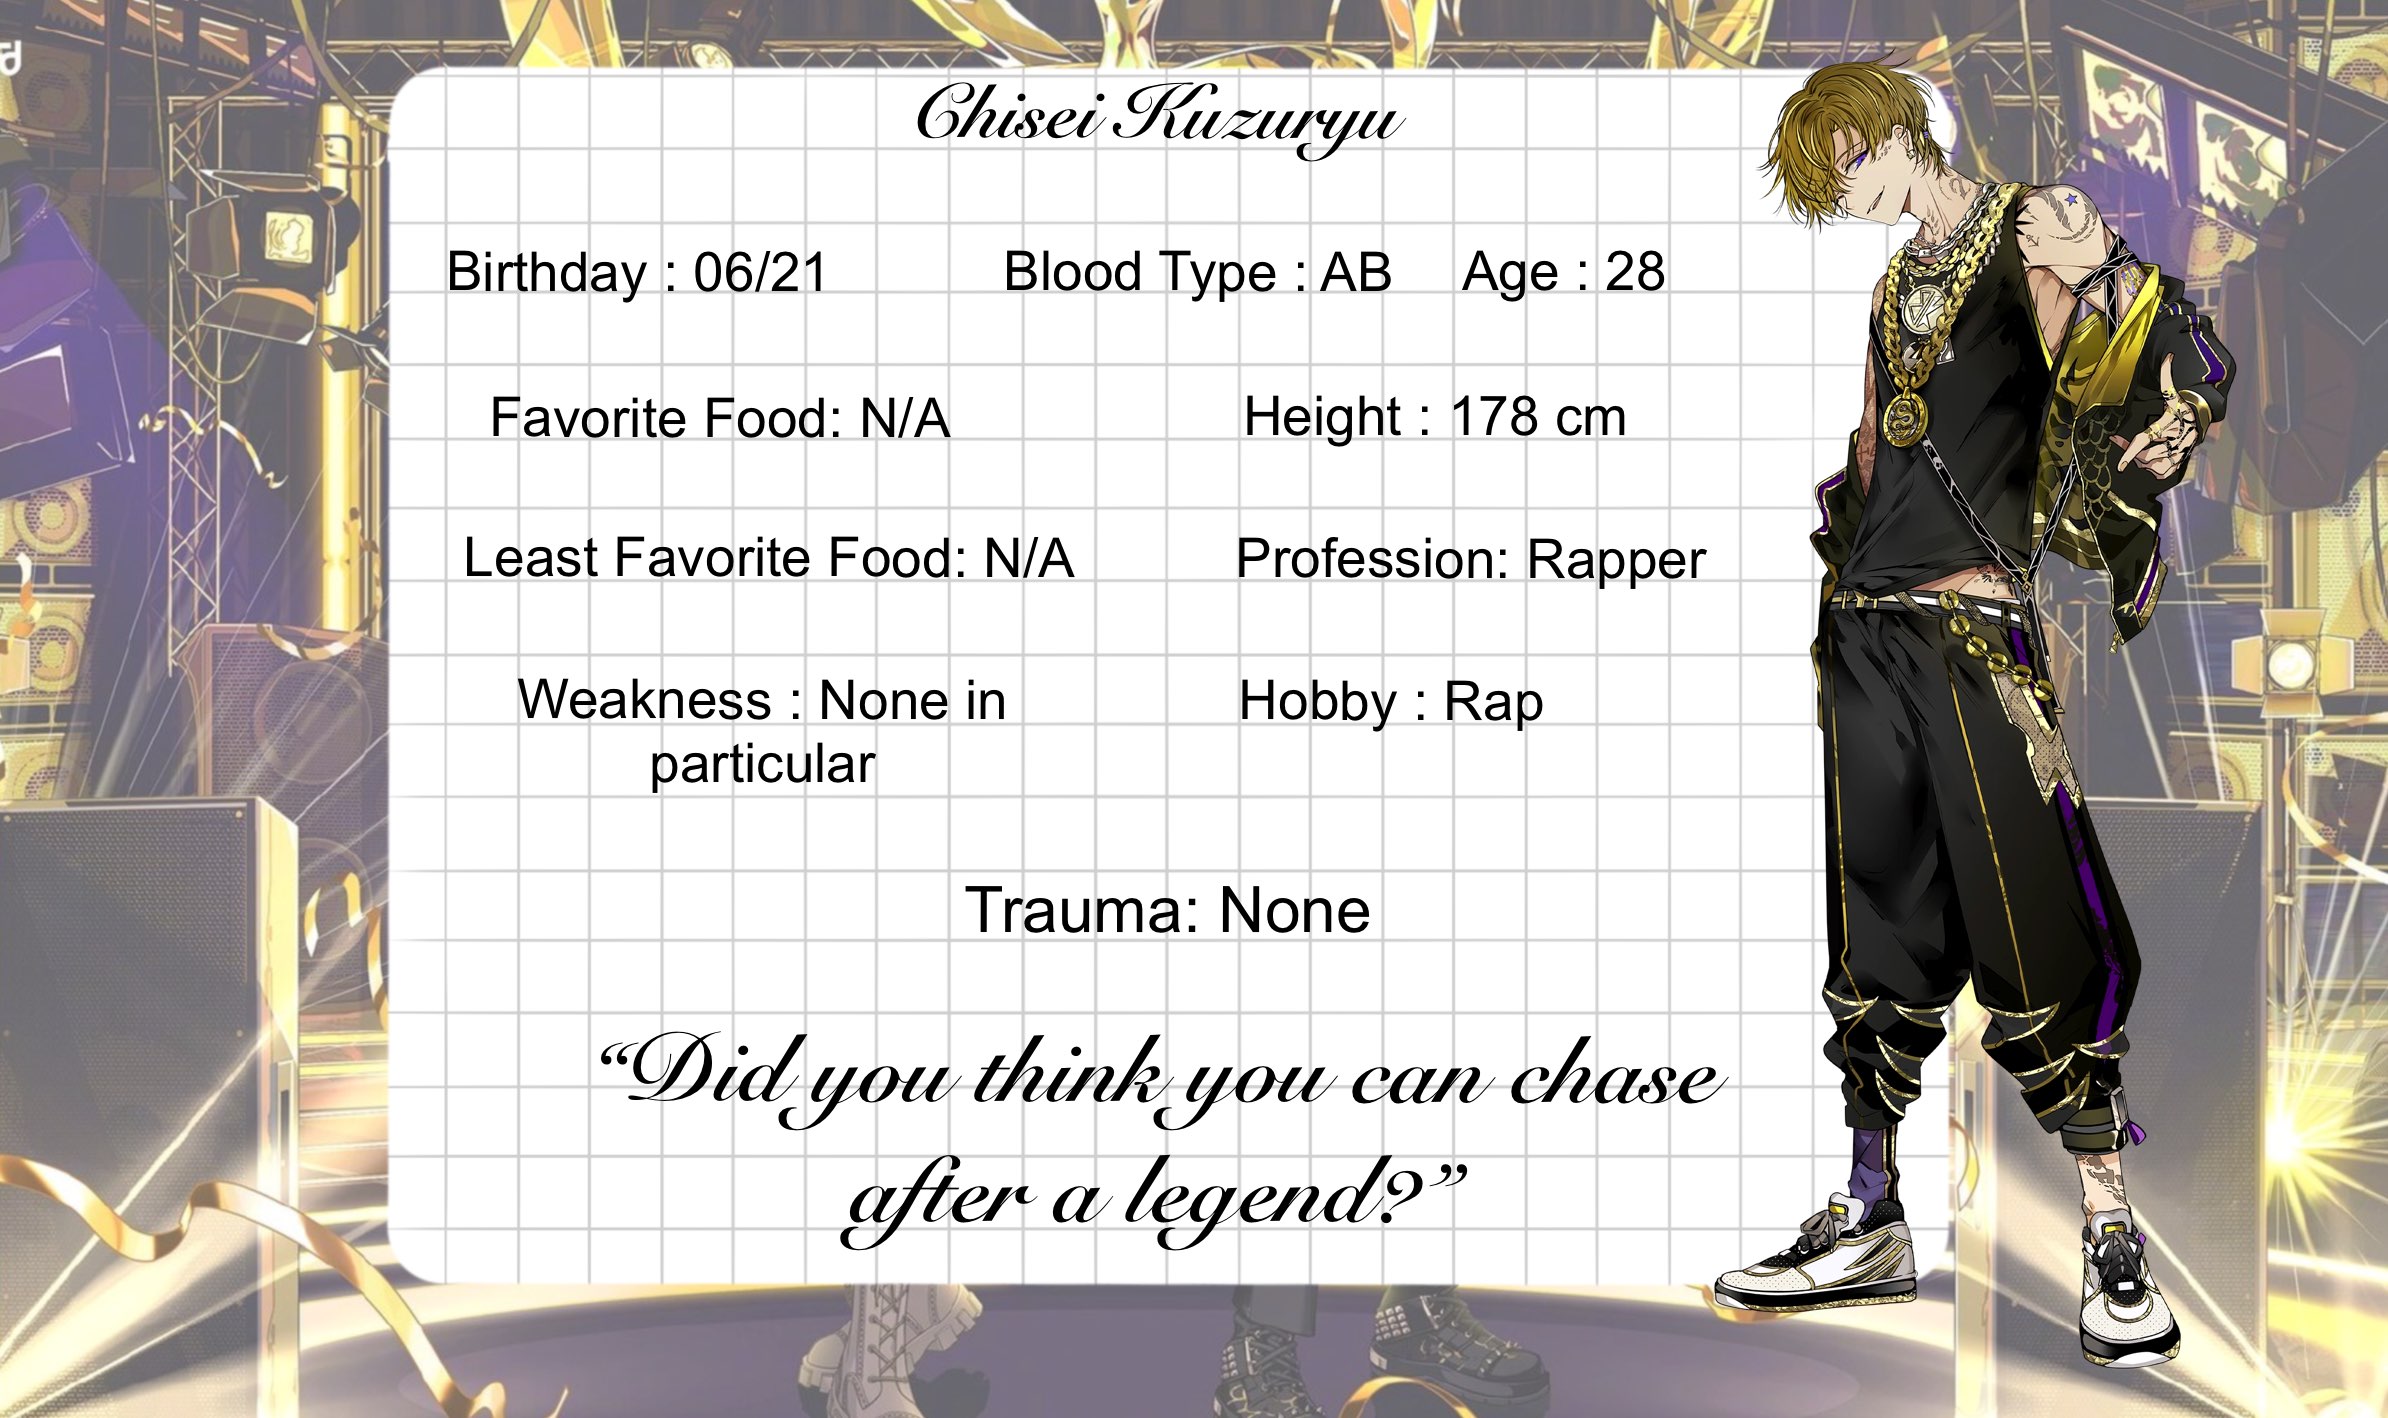 Chisei Kuzuryu
Birthday : 06/21 Blood Type : AB Age : 28
Favorite Food: N/A Height : 178 cm
Least Favorite Food: N/A Profession: Rapper
Weakness : None in
particular
Hobby : Rap
Trauma: None
“Did you think you can chase
after a legend?”